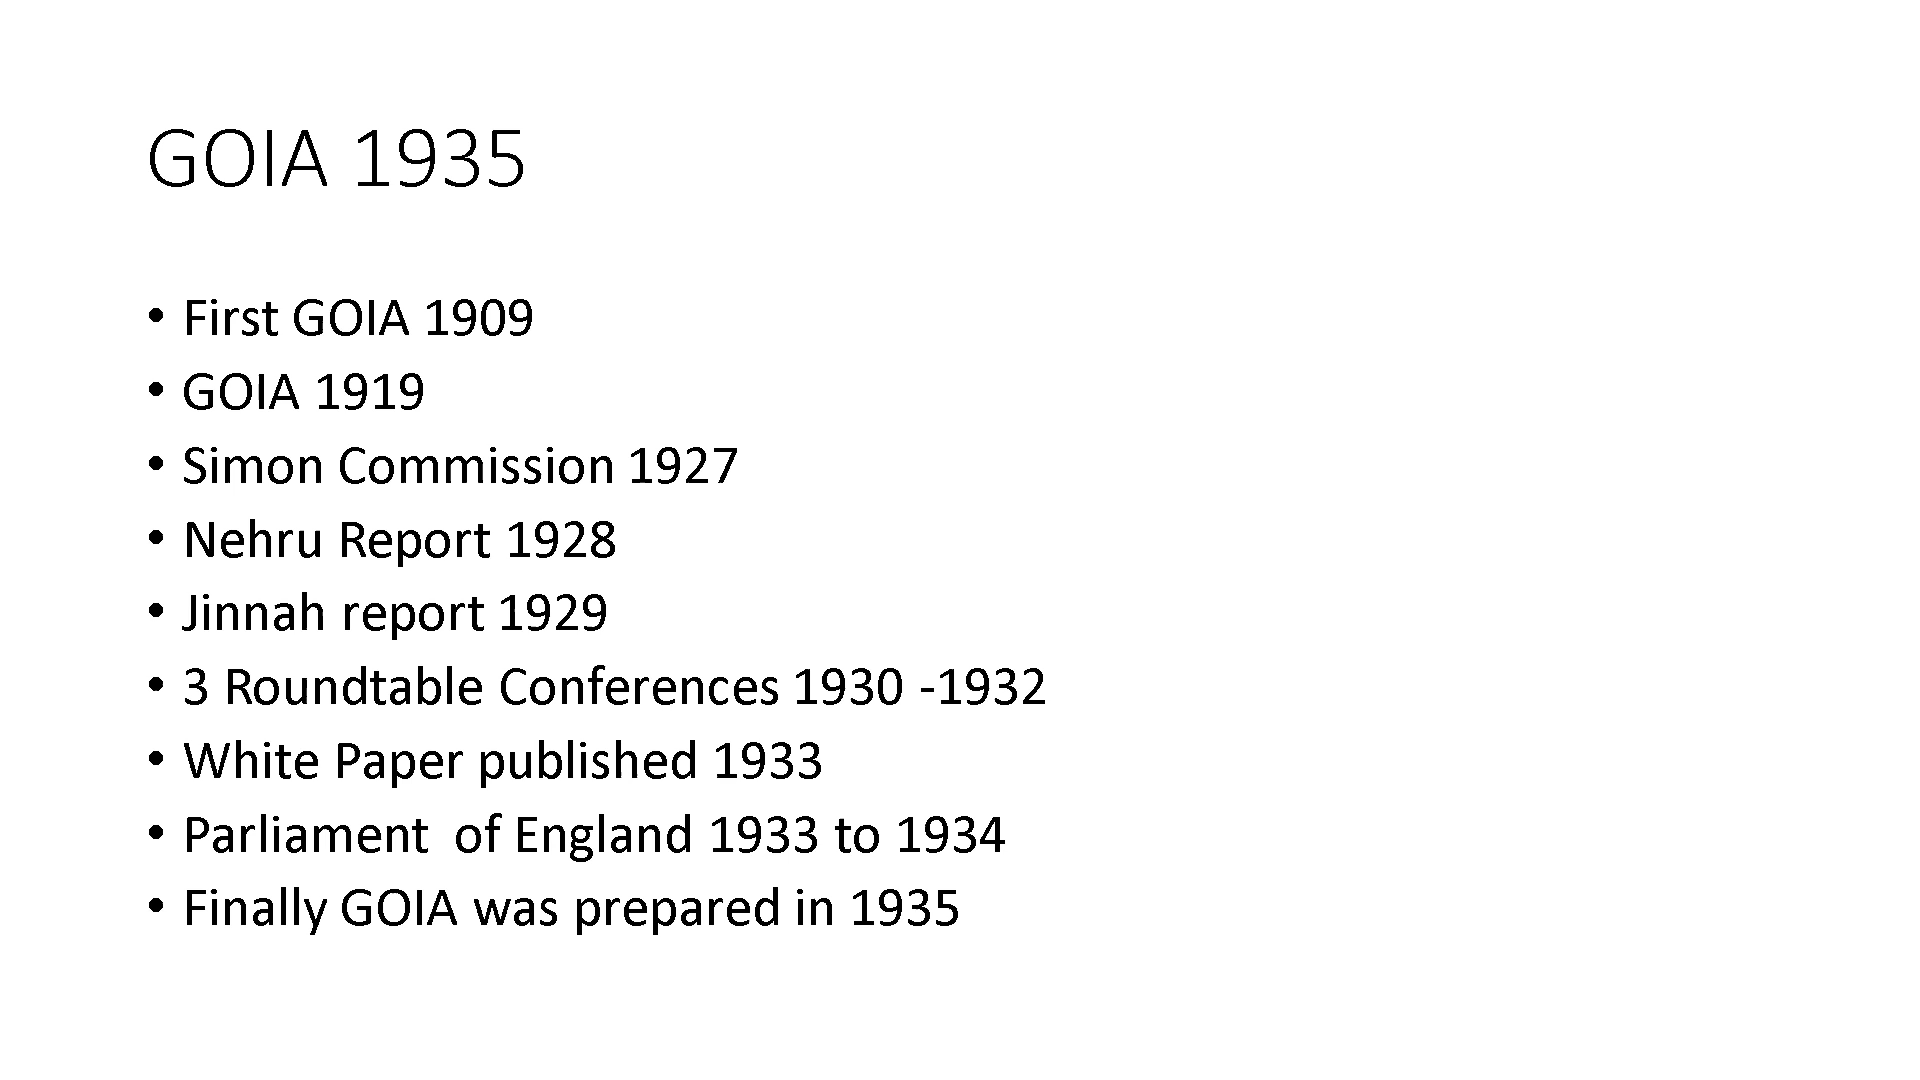 GOIA 1935
• First GOIA 1909
• GOIA 1919
• Simon Commission 1927
• Nehru Report 1928
• Jinnah report 1929
• 3 Roundtable Conferences 1930 -1932
• White Paper published 1933
• Parliament  of England 1933 to 1934
• Finally GOIA was prepared in 1935